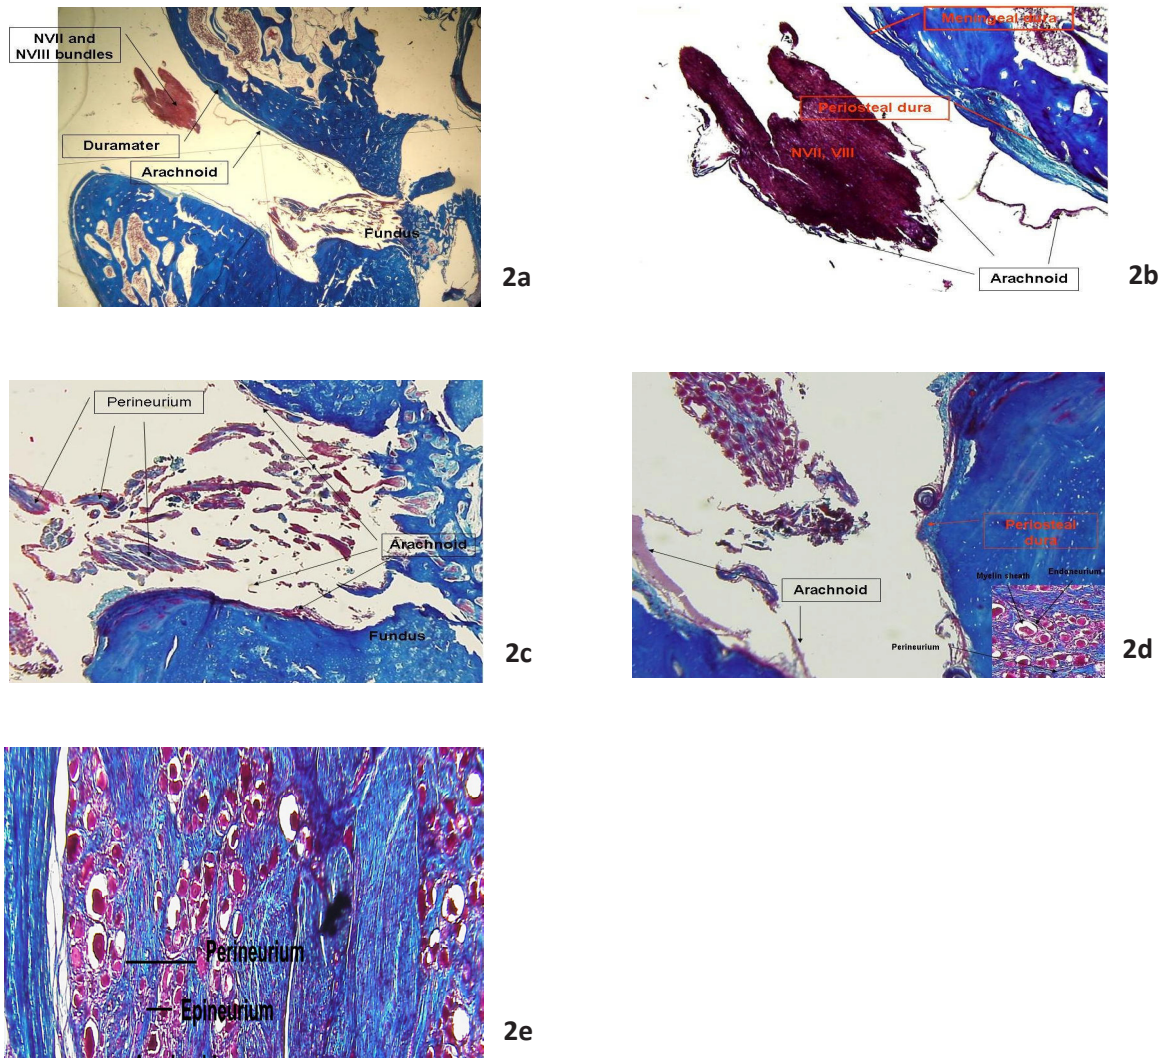 NVII and
NVIII bundles
Duramater
Arachnoid
Fundus
2a
Meningeal dura
Periosteal dura
NVII, VIII
Arachnoid
2b
Perineurium
Arachnoid
Fundus
2c
Periosteal
dura
Myelin sheath
Endoneurium
Arachnoid
Perineurium
2d
Perineurium
Epineurium
2e